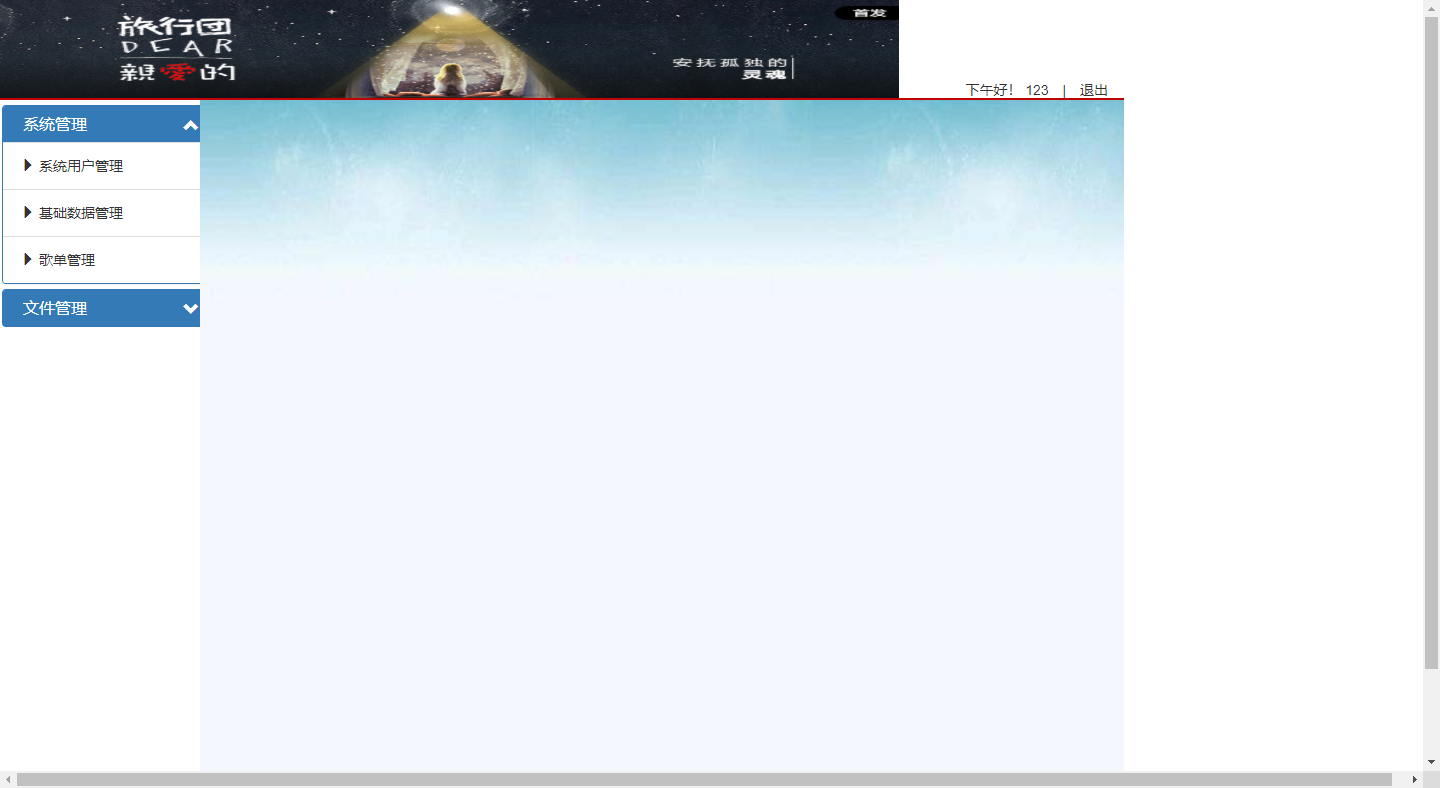 旅行团
DEAR
親愛的
首发
安抚孤独的
灵魂
下午好！ 123 | 退出
系统管理
系统用户管理
基础数据管理
歌单管理
文件管理